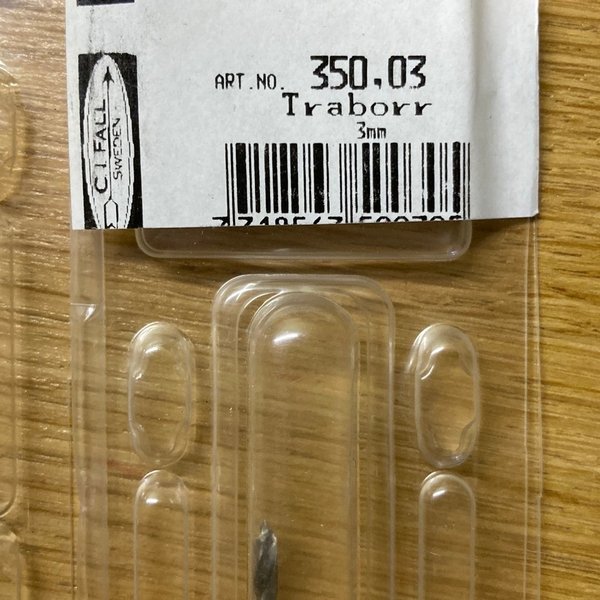 ART.NO. 350,03
Traborr
3mm
C.I. FALL
SWEDEN